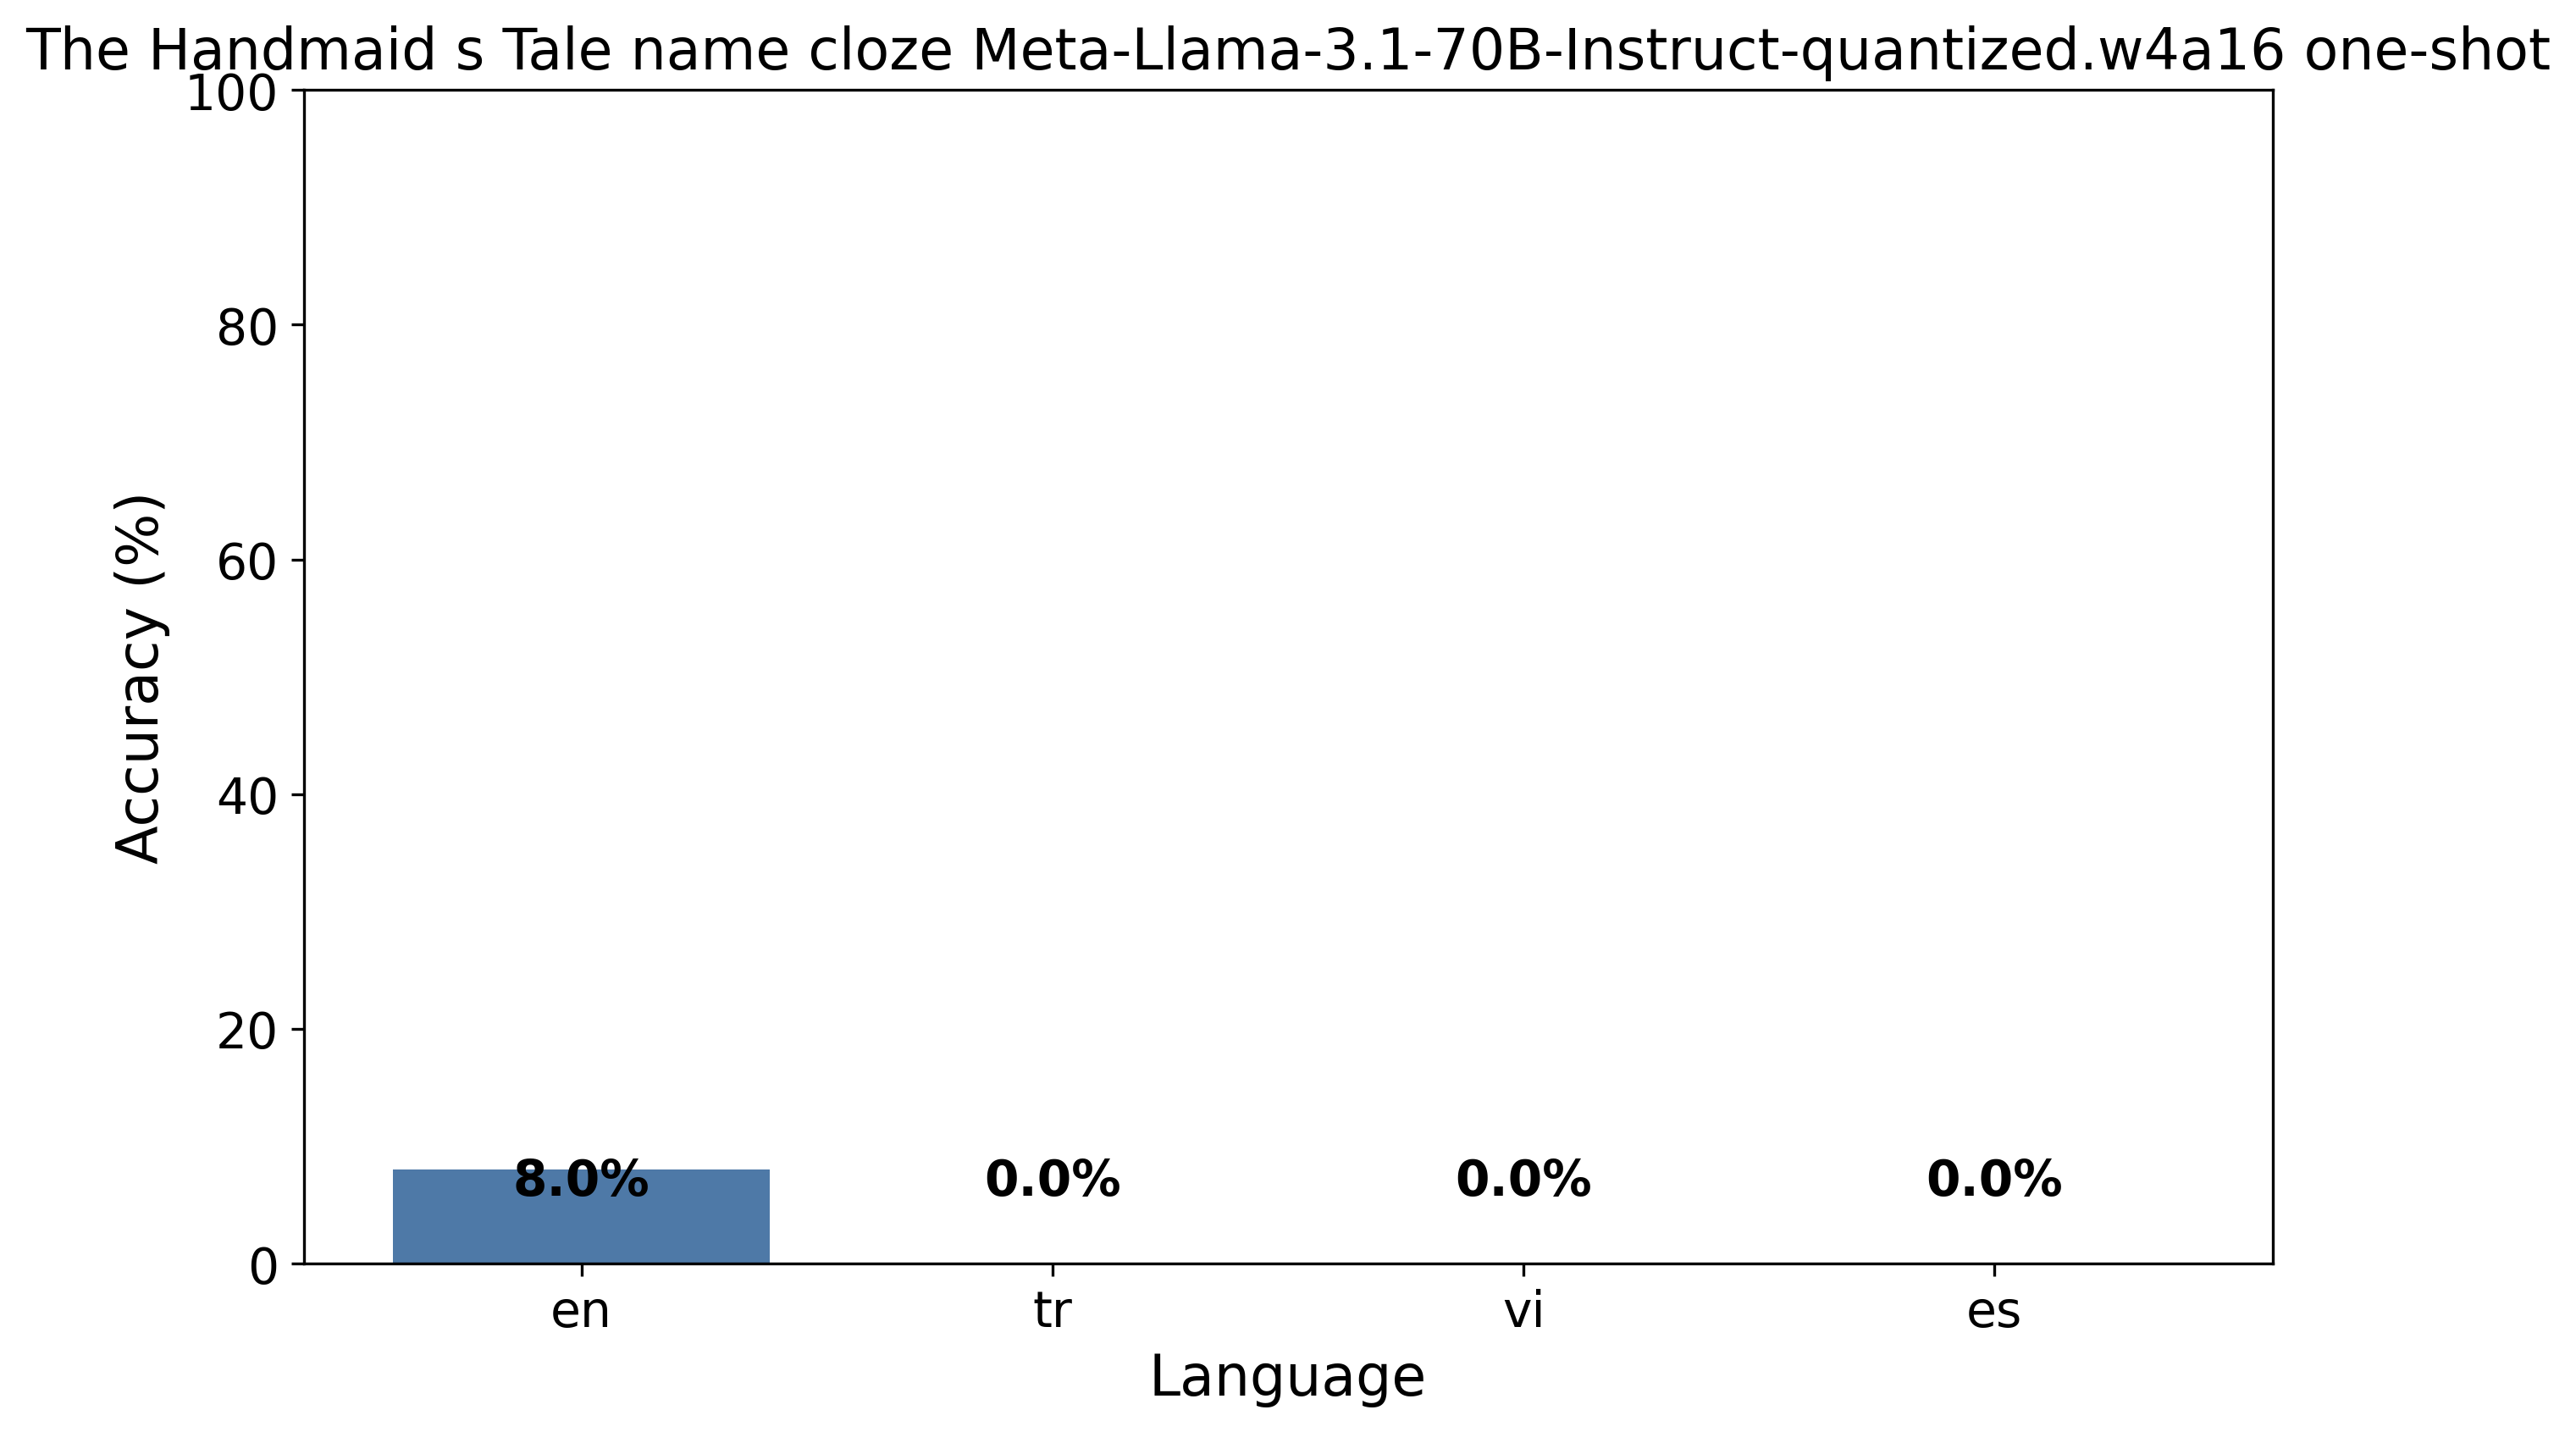 The Handmaid s Tale name cloze Meta-Llama-3.1-70B-Instruct-quantized.w4a16 one-shot
100
80
60
40
20
0
Accuracy (%)
8.0% 0.0% 0.0% 0.0%
en tr vi es
Language